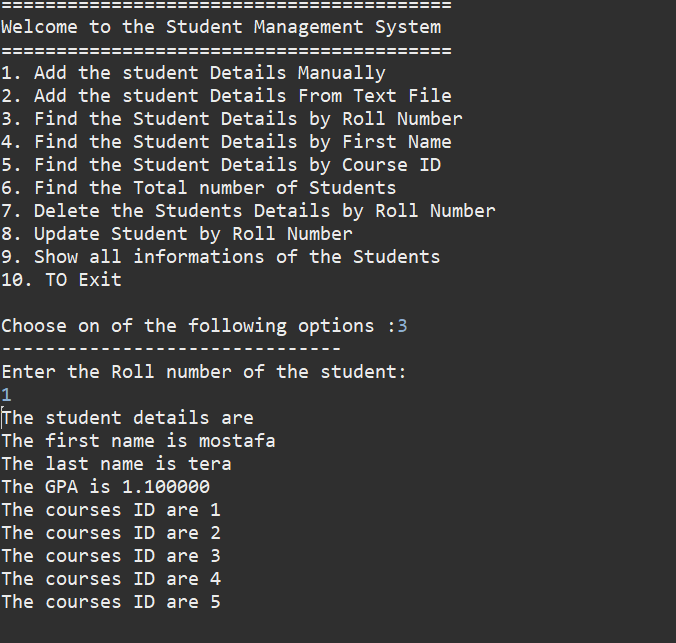 =========================================
Welcome to the Student Management System
=========================================
1. Add the student Details Manually
2. Add the student Details From Text File
3. Find the Student Details by Roll Number
4. Find the Student Details by First Name
5. Find the Student Details by Course ID
6. Find the Total number of Students
7. Delete the Students Details by Roll Number
8. Update Student by Roll Number
9. Show all informations of the Students
10. TO Exit
Choose on of the following options :3
-------------------------------
Enter the Roll number of the student:
1
The student details are
The first name is mostafa
The last name is tera
The GPA is 1.100000
The courses ID are 1
The courses ID are 2
The courses ID are 3
The courses ID are 4
The courses ID are 5